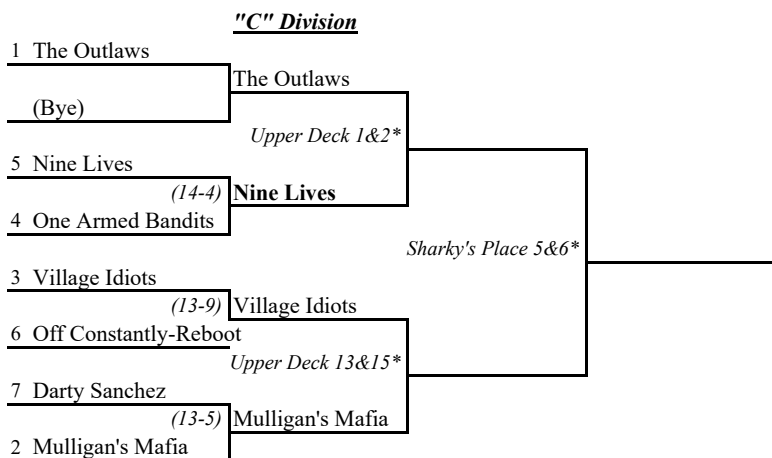 "C" Division
1 The Outlaws
The Outlaws
(Bye)
Upper Deck 1&2*
5 Nine Lives
(14-4) Nine Lives
4 One Armed Bandits
Sharky's Place 5&6*
3 Village Idiots
(13-9) Village Idiots
6 Off Constantly-Reboot
Upper Deck 13&15*
7 Darty Sanchez
(13-5) Mulligan's Mafia
2 Mulligan's Mafia